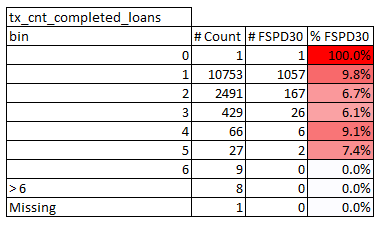 tx_cnt_completed_loans
bin # Count # FSPD30 % FSPD30
0 1 1 100.0%
1 10753 1057 9.8%
2 2491 167 6.7%
3 429 26 6.1%
4 66 6 9.1%
5 27 2 7.4%
6 9 0 0.0%
> 6 8 0 0.0%
Missing 1 0 0.0%